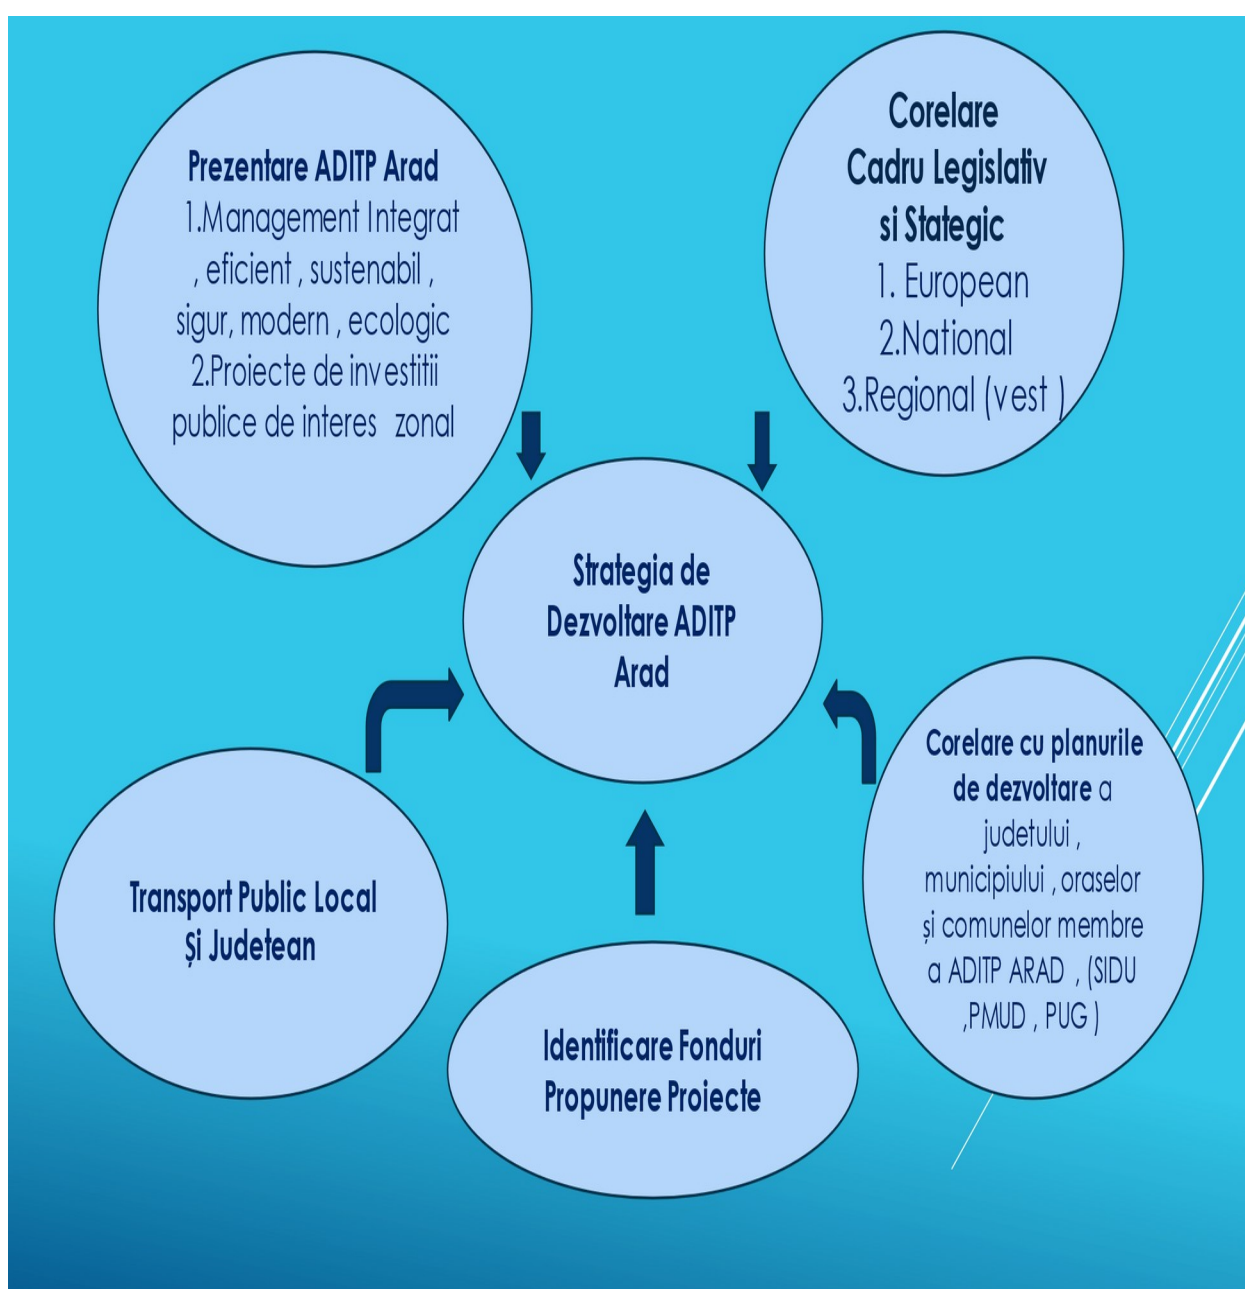 Prezentare ADITP Arad
1.Management Integrat
, eficient , sustenabil ,
sigur, modern , ecologic
2.Proiecte de investitii
publice de interes zonal
Corelare
Cadru Legislativ
si Stategic
1. European
2.National
3.Regional (vest )
Strategia de
Dezvoltare ADITP
Arad
Transport Public Local
Și Judetean
Identificare Fonduri
Propunere Proiecte
Corelare cu planurile
de dezvoltare a
judetului ,
municipiului , oraselor
și comunelor membre
a ADITP ARAD , (SIDU
,PMUD , PUG )